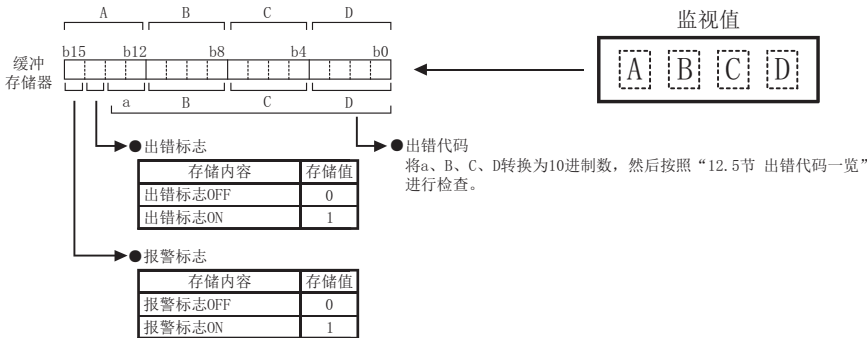 A B C D
监视值
b15 b12 b8 b4 b0
缓冲
存储器
A B C D
a B C D
●出错标志
存储内容 存储值
出错标志OFF 0
出错标志ON 1
●出错代码
将a、B、C、D转换为10进制数，然后按照“12.5节 出错代码一览”
进行检查。
●报警标志
存储内容 存储值
报警标志OFF 0
报警标志ON 1